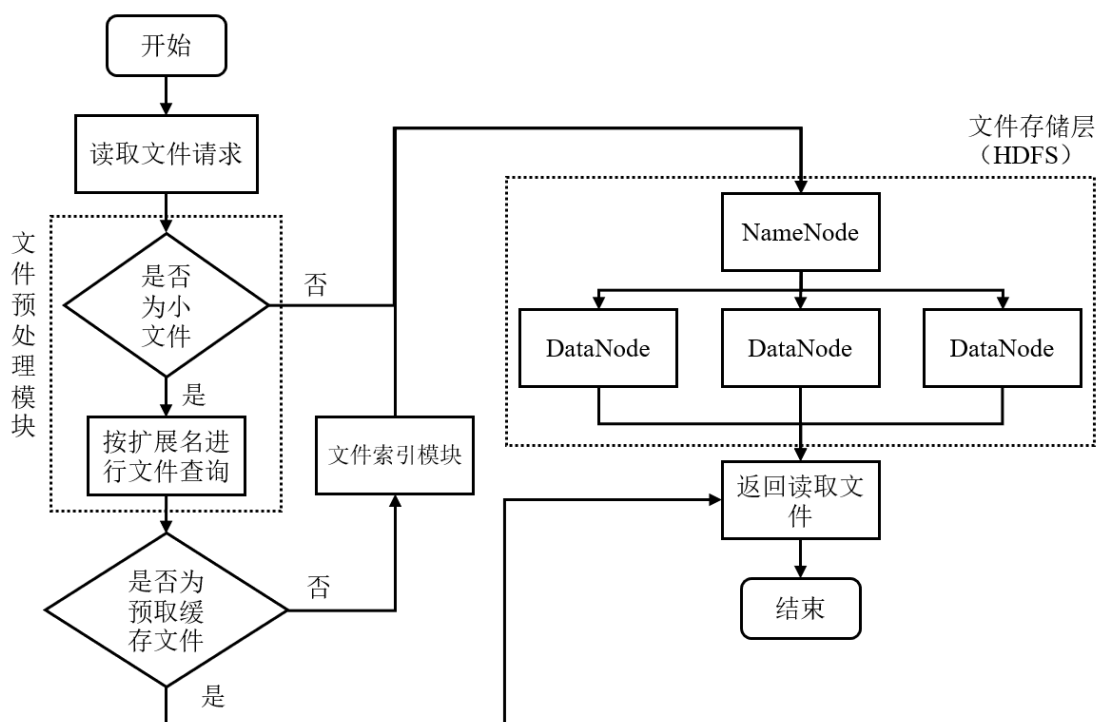 开始
读取文件请求
文件存储层
（HDFS）
文件预处理模块
是否
为小
文件
否
NameNode
DataNode
DataNode
DataNode
是
按扩展名进
行文件查询
文件索引模块
返回读取文
件
是否为
预取缓
存文件
否
结束
是